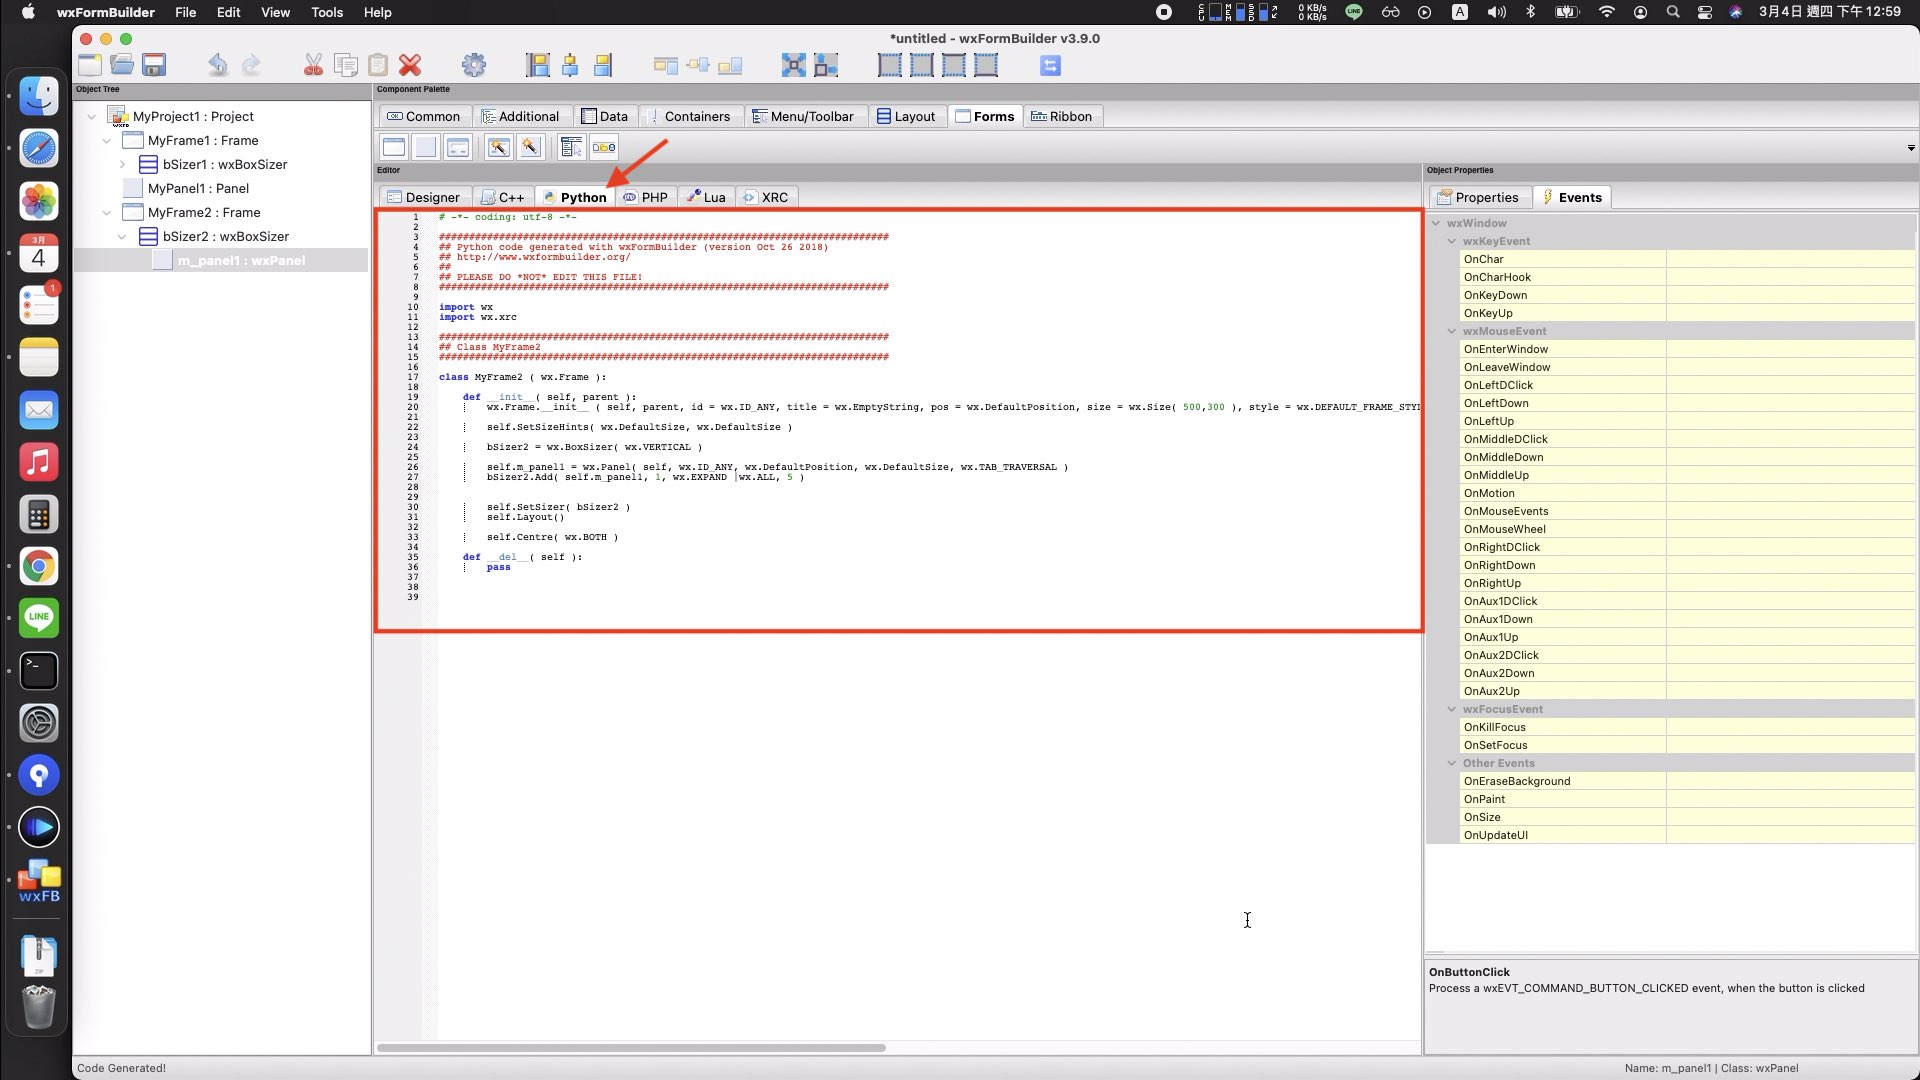 wxFormBuilder File Edit View Tools Help
CPU MEM SSD 0 KB/s 0 KB/s LINE A 3月4日 週四 下午 12:59
*untitled - wxFormBuilder v3.9.0
Object Tree
MyProject1 : Project
MyFrame1 : Frame
bSizer1 : wxBoxSizer
MyPanel1 : Panel
MyFrame2 : Frame
bSizer2 : wxBoxSizer
m_panel1 : wxPanel
Component Palette
Common Additional Data Containers Menu/Toolbar Layout Forms Ribbon
Editor
Designer C++ Python PHP Lua XRC
1 # -*- coding: utf-8 -*-
2
3 ###########################################################################
4 ## Python code generated with wxFormBuilder (version Oct 26 2018)
5 ## http://www.wxformbuilder.org/
6 ##
7 ## PLEASE DO *NOT* EDIT THIS FILE!
8 ###########################################################################
9
10 import wx
11 import wx.xrc
12
13 ###########################################################################
14 ## Class MyFrame2
15 ###########################################################################
16
17 class MyFrame2 ( wx.Frame ):
18
19 def __init__( self, parent ):
20 wx.Frame.__init__ ( self, parent, id = wx.ID_ANY, title = wx.EmptyString, pos = wx.DefaultPosition, size = wx.Size( 500,300 ), style = wx.DEFAULT_FRAME_STYL
21
22 self.SetSizeHints( wx.DefaultSize, wx.DefaultSize )
23
24 bSizer2 = wx.BoxSizer( wx.VERTICAL )
25
26 self.m_panel1 = wx.Panel( self, wx.ID_ANY, wx.DefaultPosition, wx.DefaultSize, wx.TAB_TRAVERSAL )
27 bSizer2.Add( self.m_panel1, 1, wx.EXPAND |wx.ALL, 5 )
28
29
30 self.SetSizer( bSizer2 )
31 self.Layout()
32
33 self.Centre( wx.BOTH )
34
35 def __del__( self ):
36 pass
37
38
39
Object Properties
Properties Events
wxWindow
wxKeyEvent
OnChar
OnCharHook
OnKeyDown
OnKeyUp
wxMouseEvent
OnEnterWindow
OnLeaveWindow
OnLeftDClick
OnLeftDown
OnLeftUp
OnMiddleDClick
OnMiddleDown
OnMiddleUp
OnMotion
OnMouseEvents
OnMouseWheel
OnRightDClick
OnRightDown
OnRightUp
OnAux1DClick
OnAux1Down
OnAux1Up
OnAux2DClick
OnAux2Down
OnAux2Up
wxFocusEvent
OnKillFocus
OnSetFocus
Other Events
OnEraseBackground
OnPaint
OnSize
OnUpdateUI
OnButtonClick
Process a wxEVT_COMMAND_BUTTON_CLICKED event, when the button is clicked
Code Generated!
Name: m_panel1 | Class: wxPanel
3月
4
1
LINE
wxFB
ZIP